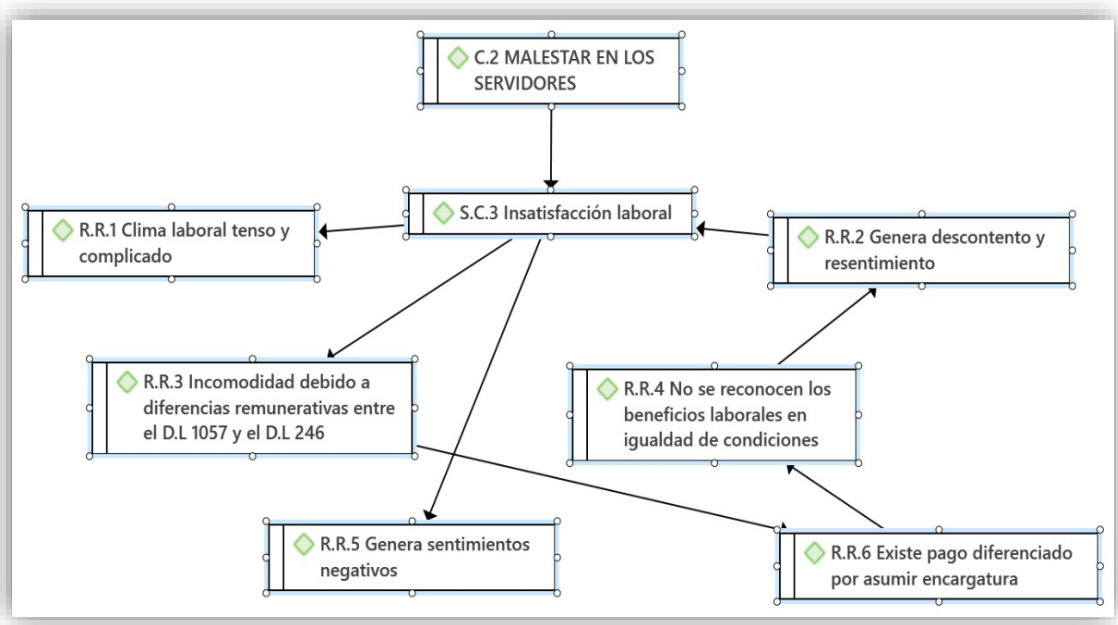 C.2 MALESTAR EN LOS
SERVIDORES
S.C.3 Insatisfacción laboral
R.R.1 Clima laboral tenso y
complicado
R.R.2 Genera descontento y
resentimiento
R.R.3 Incomodidad debido a
diferencias remunerativas entre
el D.L 1057 y el D.L 246
R.R.4 No se reconocen los
beneficios laborales en
igualdad de condiciones
R.R.5 Genera sentimientos
negativos
R.R.6 Existe pago diferenciado
por asumir encargatura